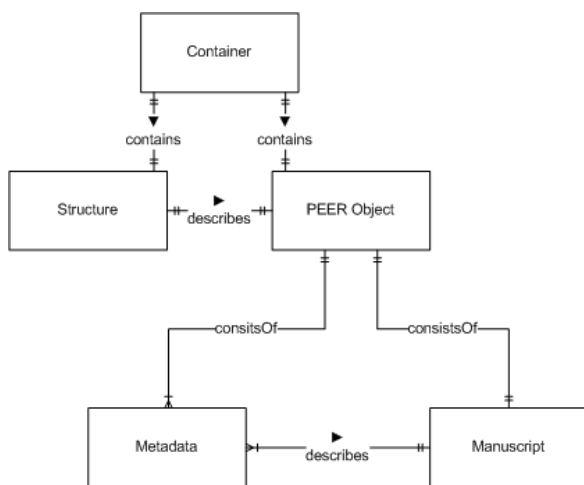 Container
contains
contains
Structure
describes
PEER Object
consitsOf
consistsOf
Metadata
describes
Manuscript